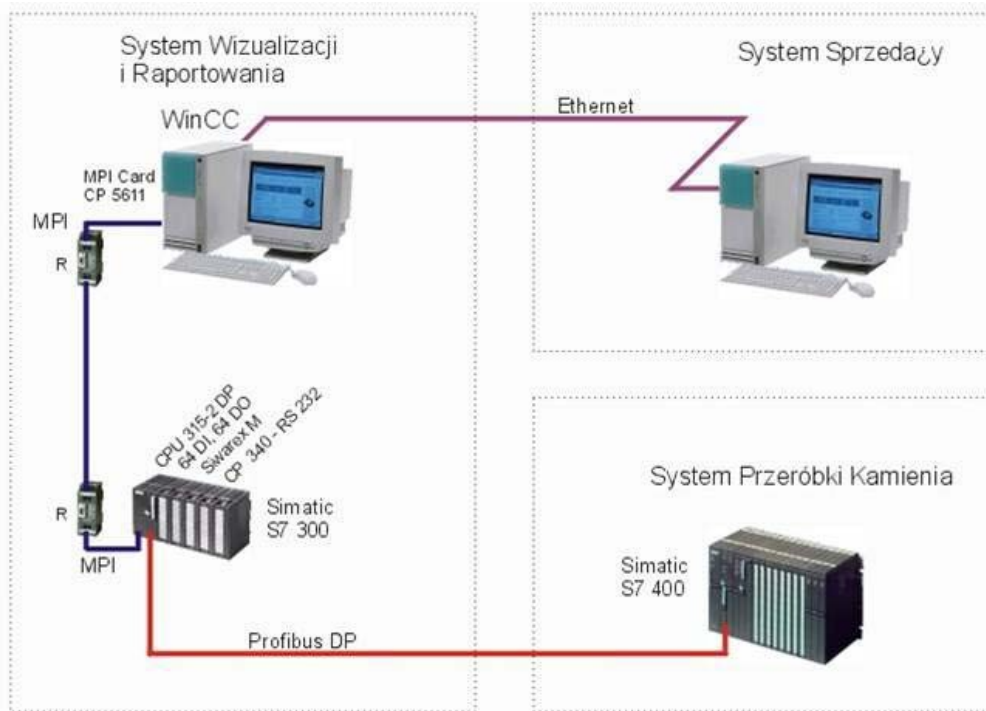 System Wizualizacji
i Raportowania
WinCC
MPI Card
CP 5611
MPI
R
CPU 315-2 DP
64 DI, 64 DO
Siwarex M
CP 340 - RS 232
R
MPI
Simatic
S7 300
Ethernet
System Sprzeda¿y
System Przeróbki Kamienia
Simatic
S7 400
Profibus DP